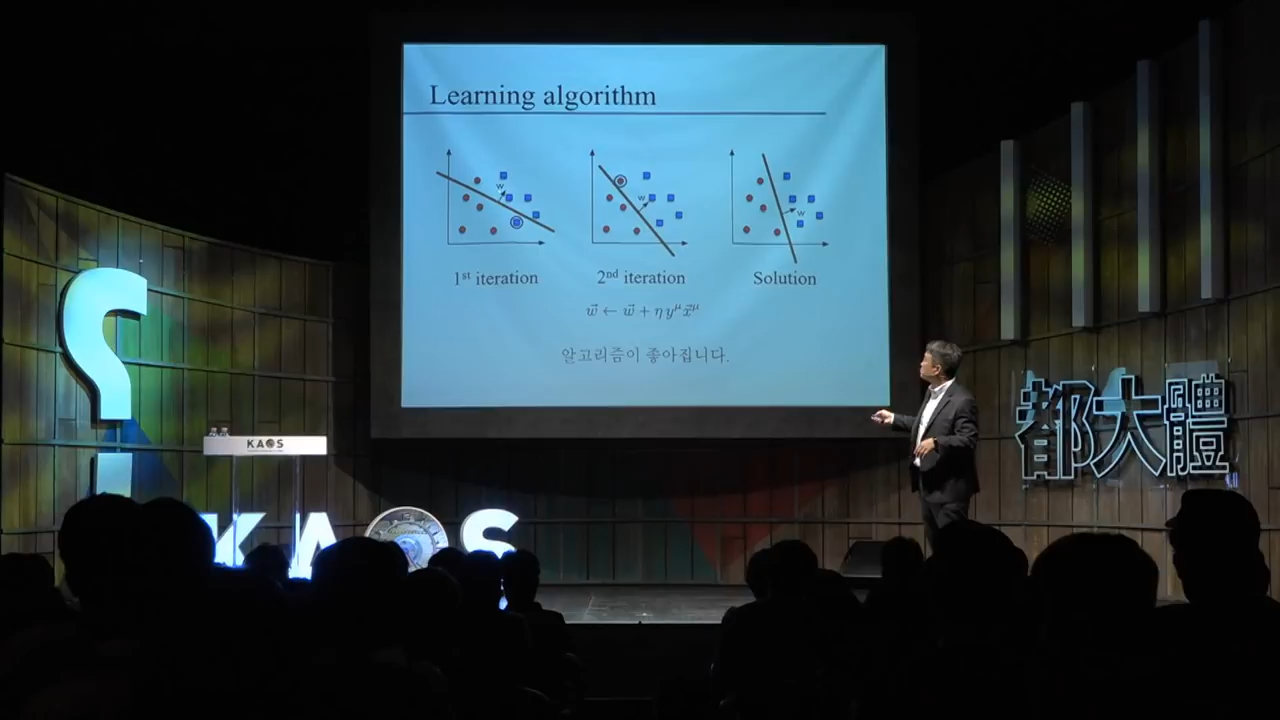 Learning algorithm
w
w
w
1st iteration
2nd iteration
Solution
w⃗ ← w⃗ + η y^μ x⃗^μ
알고리즘이 좋아집니다.
?
KAOS
KAOS
都大體